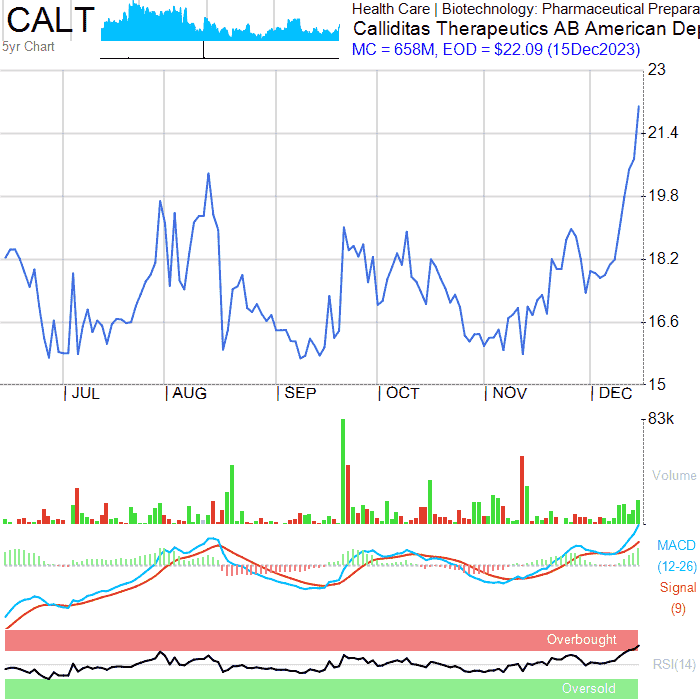 CALT
5yr Chart
Health Care | Biotechnology: Pharmaceutical Prepara
Calliditas Therapeutics AB American Dep
MC = 658M, EOD = $22.09 (15Dec2023)
23
21.4
19.8
18.2
16.6
15
| JUL | AUG | SEP | OCT | NOV | DEC
83k
Volume
MACD
(12-26)
Signal
(9)
Overbought
RSI(14)
Oversold